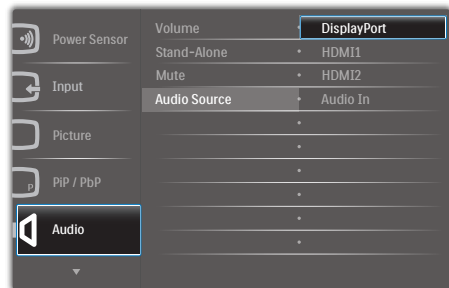 Power Sensor
Input
Picture
P
PiP / PbP
Audio
Volume
Stand-Alone
Mute
Audio Source
DisplayPort
HDMI1
HDMI2
Audio In